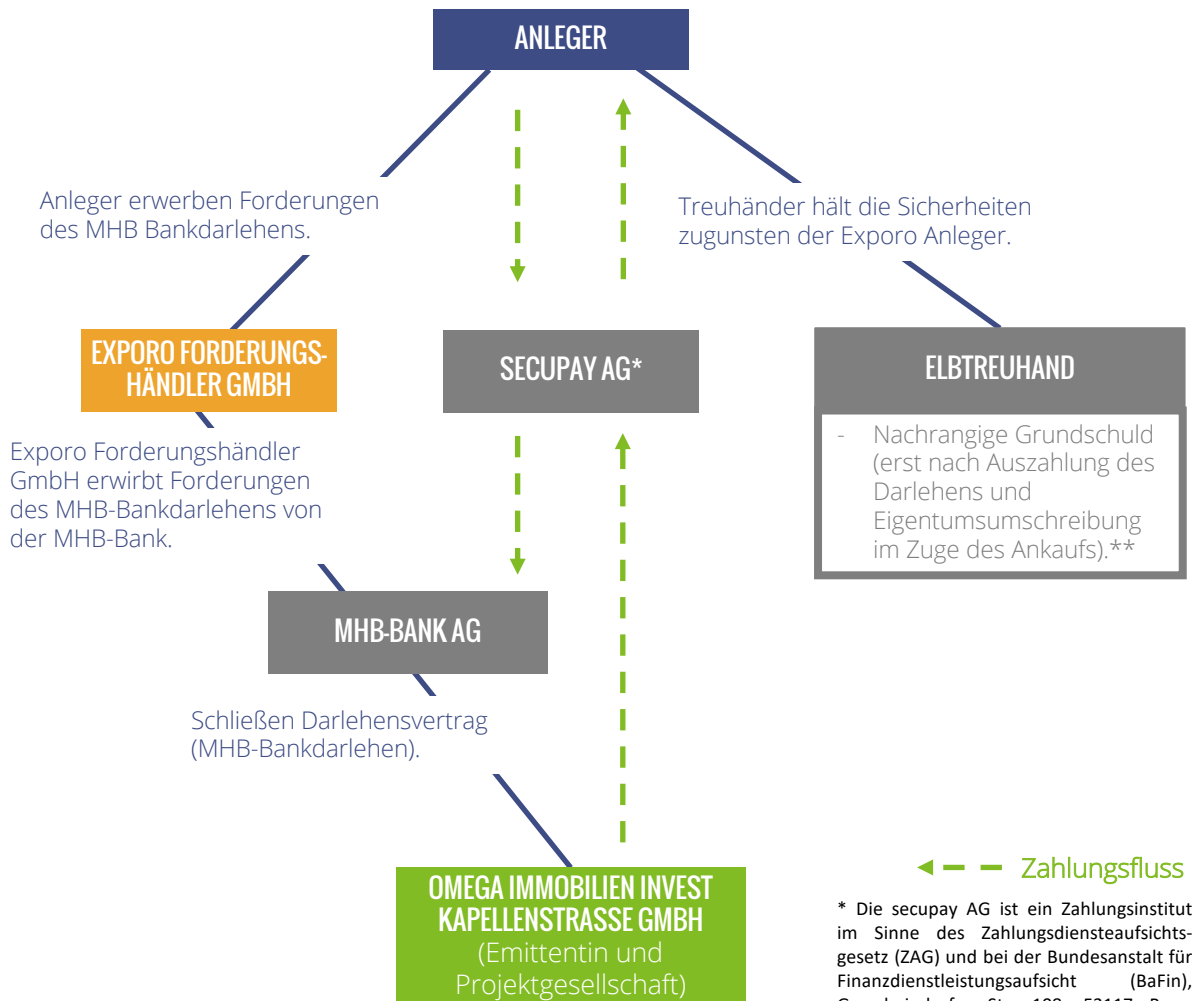 ANLEGER
Anleger erwerben Forderungen
des MHB Bankdarlehens.
Treuhänder hält die Sicherheiten
zugunsten der Exporo Anleger.
EXPORO FORDERUNGS-
HÄNDLER GMBH
SECUPAY AG*
ELBTREUHAND
- Nachrangige Grundschuld
(erst nach Auszahlung des
Darlehens und
Eigentumsumschreibung
im Zuge des Ankaufs).**
Exporo Forderungshändler
GmbH erwirbt Forderungen
des MHB-Bankdarlehens von
der MHB-Bank.
MHB-BANK AG
Schließen Darlehensvertrag
(MHB-Bankdarlehen).
OMEGA IMMOBILIEN INVEST
KAPELLENSTRASSE GMBH
(Emittentin und
Projektgesellschaft)
Zahlungsfluss
* Die secupay AG ist ein Zahlungsinstitut
im Sinne des Zahlungsdiensteaufsichts-
gesetz (ZAG) und bei der Bundesanstalt für
Finanzdienstleistungsaufsicht (BaFin),